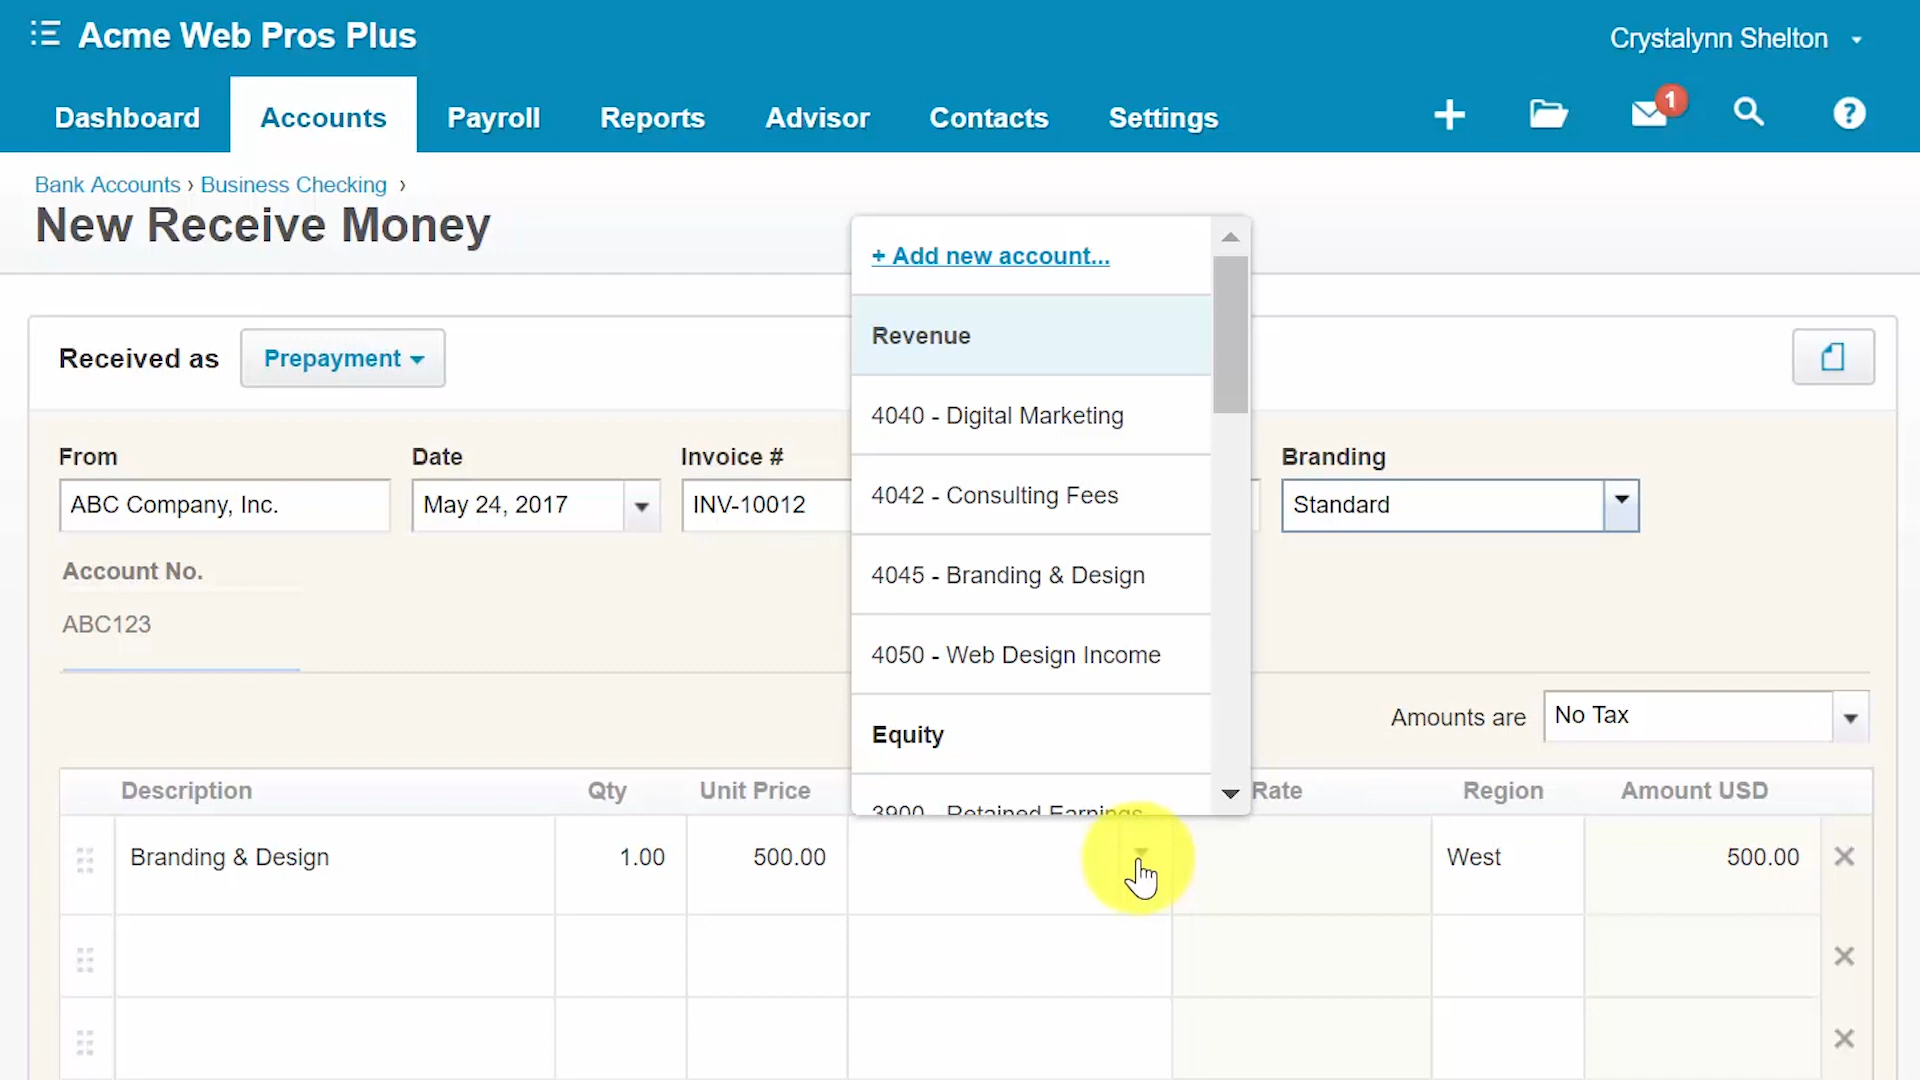 Acme Web Pros Plus
Crystalynn Shelton
Dashboard Accounts Payroll Reports Advisor Contacts Settings
1
?
Bank Accounts › Business Checking ›
New Receive Money
+ Add new account...
Revenue
4040 - Digital Marketing
4042 - Consulting Fees
4045 - Branding & Design
4050 - Web Design Income
Equity
3900 - Retained Earnings
Received as Prepayment
From Date Invoice # Branding
ABC Company, Inc. May 24, 2017 INV-10012 Standard
Account No.
ABC123
Amounts are No Tax
Description Qty Unit Price Rate Region Amount USD
Branding & Design 1.00 500.00 West 500.00